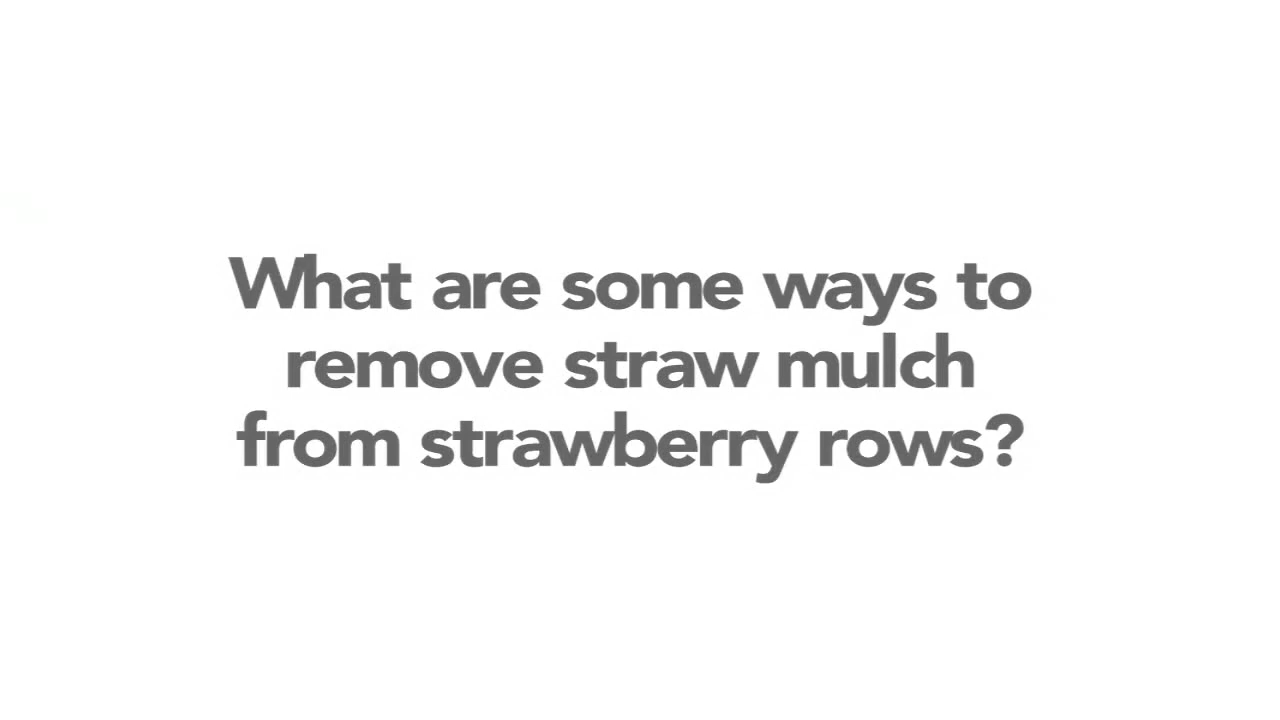 What are some ways to
remove straw mulch
from strawberry rows?